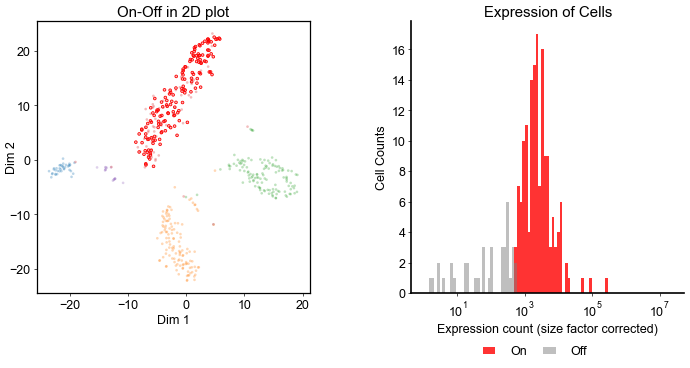 On-Off in 2D plot
Dim 2
20
10
0
−10
−20
−20 −10 0 10 20
Dim 1
Expression of Cells
Cell Counts
16
14
12
10
8
6
4
2
0
10^1 10^3 10^5 10^7
Expression count (size factor corrected)
On Off